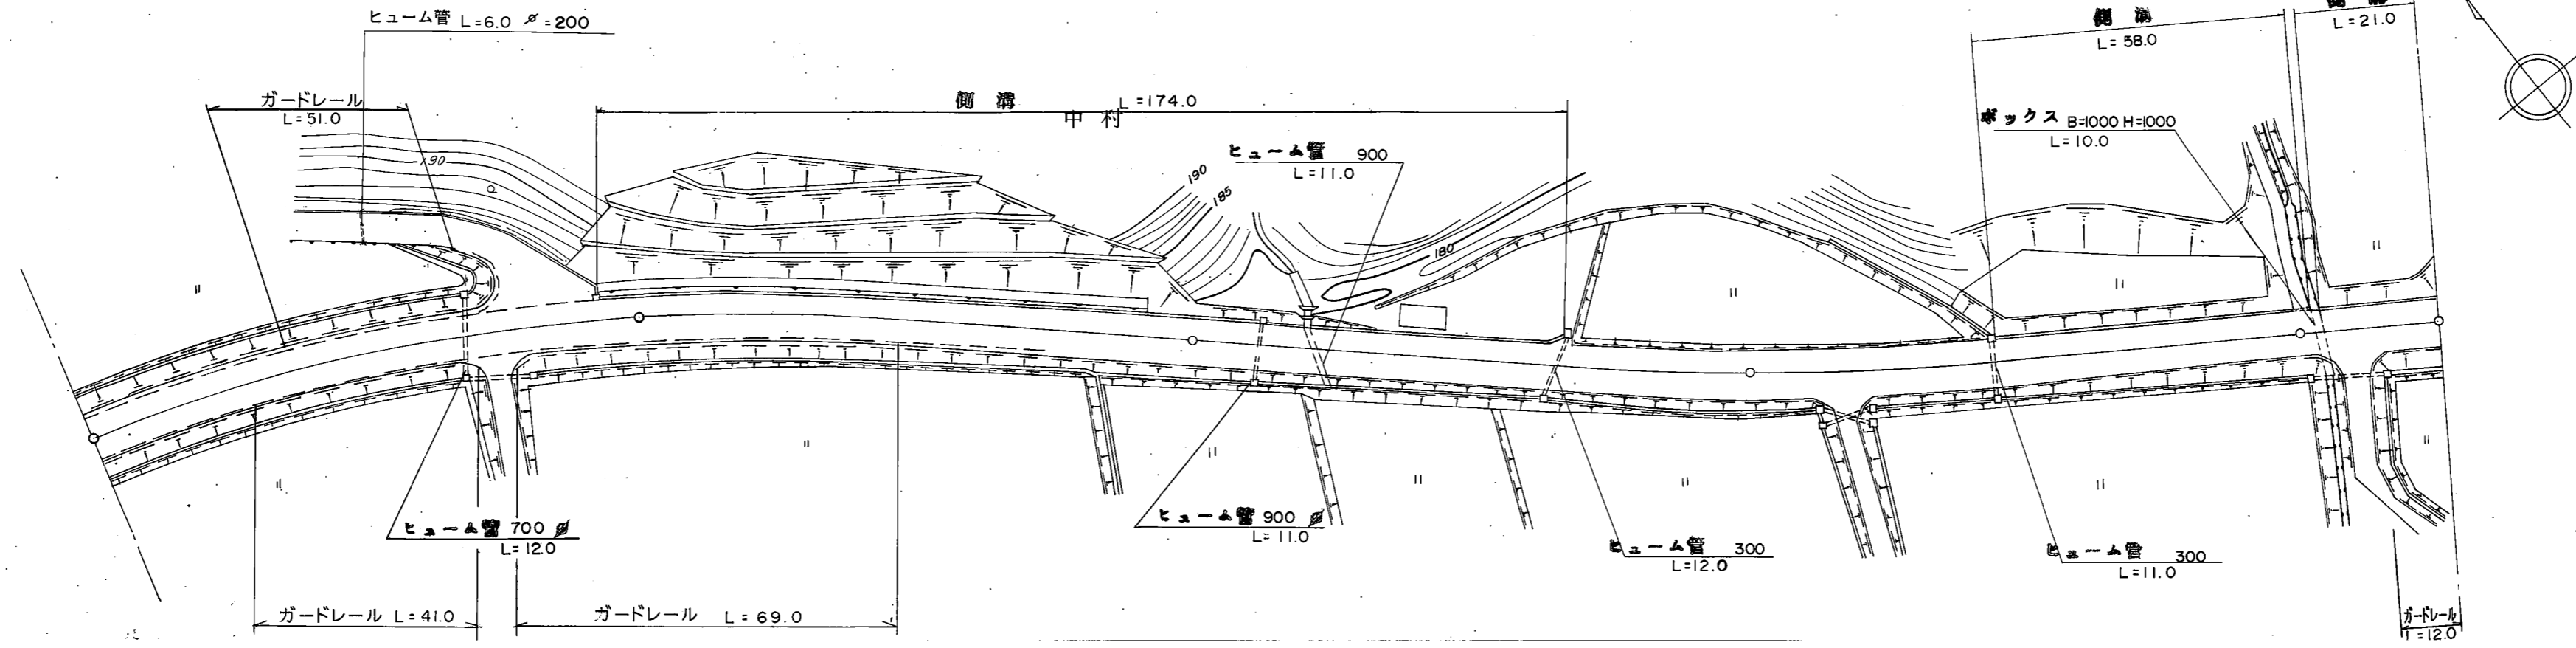 ヒューム管 L=6.0 ⌀=200
ガードレール
L=51.0
側 溝 L=174.0
中 村
側 溝
L=58.0
側 溝
L=21.0
ボックス B=1000 H=1000
L=10.0
ヒューム管 900
L=11.0
190
190
185
180
ヒューム管 700 ⌀
L=12.0
ヒューム管 900 ⌀
L=11.0
ヒューム管 300
L=12.0
ヒューム管 300
L=11.0
ガードレール L=41.0
ガードレール L=69.0
ガードレール
L=12.0